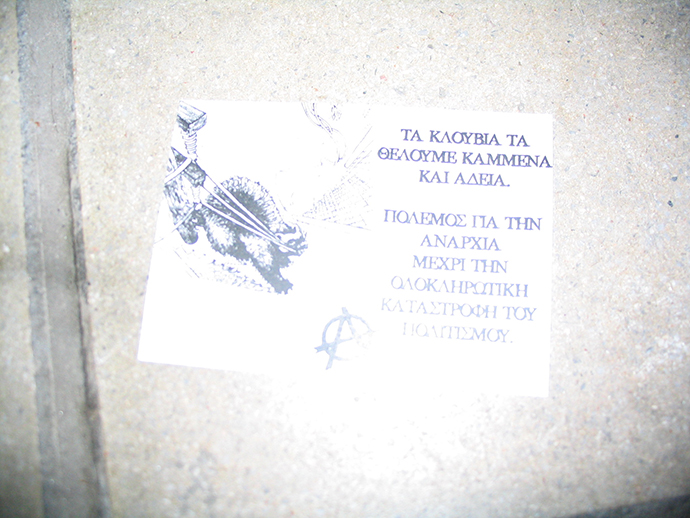 ΤΑ ΚΛΟΥΒΙΑ ΤΑ
ΘΕΛΟΥΜΕ ΚΑΜΜΕΝΑ
ΚΑΙ ΑΔΕΙΑ.
ΠΟΛΕΜΟΣ ΓΙΑ ΤΗΝ
ΑΝΑΡΧΙΑ
ΜΕΧΡΙ ΤΗΝ
ΟΛΟΚΛΗΡΩΤΙΚΗ
ΚΑΤΑΣΤΡΟΦΗ ΤΟΥ
ΠΟΛΙΤΙΣΜΟΥ.